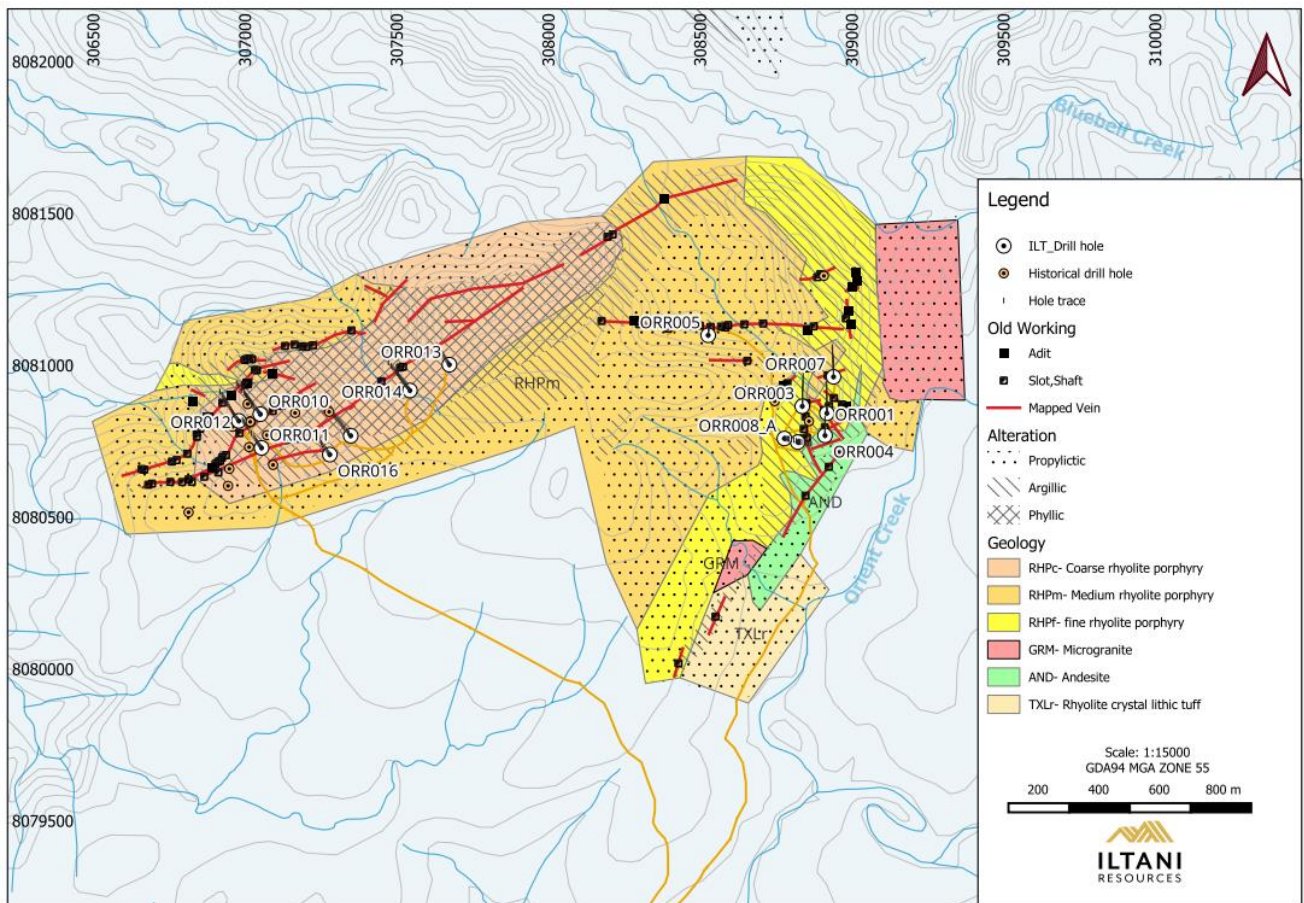 306500
307000
307500
308000
308500
309000
309500
310000
8082000
8081500
8081000
8080500
8080000
8079500
Bluebell Creek
Orient Creek
ORR005
ORR013
ORR007
ORR014
ORR003
ORR010
ORR012
ORR001
ORR008_A
ORR011
ORR004
ORR016
RHPm
AND
GRM
TXLr
Legend
ILT_Drill hole
Historical drill hole
Hole trace
Old Working
Adit
Slot,Shaft
Mapped Vein
Alteration
Propylictic
Argillic
Phyllic
Geology
RHPc- Coarse rhyolite porphyry
RHPm- Medium rhyolite porphyry
RHPf- fine rhyolite porphyry
GRM- Microgranite
AND- Andesite
TXLr- Rhyolite crystal lithic tuff
Scale: 1:15000
GDA94 MGA ZONE 55
200 400 600 800 m
ILTANI
RESOURCES